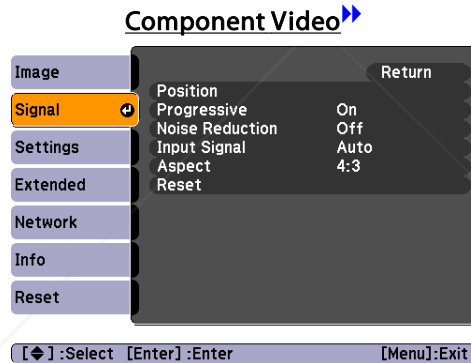 Component Video
Image
Return
Position
Signal
Progressive On
Noise Reduction Off
Settings
Input Signal Auto
Aspect 4:3
Extended
Reset
Network
Info
Reset
[◆]:Select [Enter]:Enter [Menu]:Exit